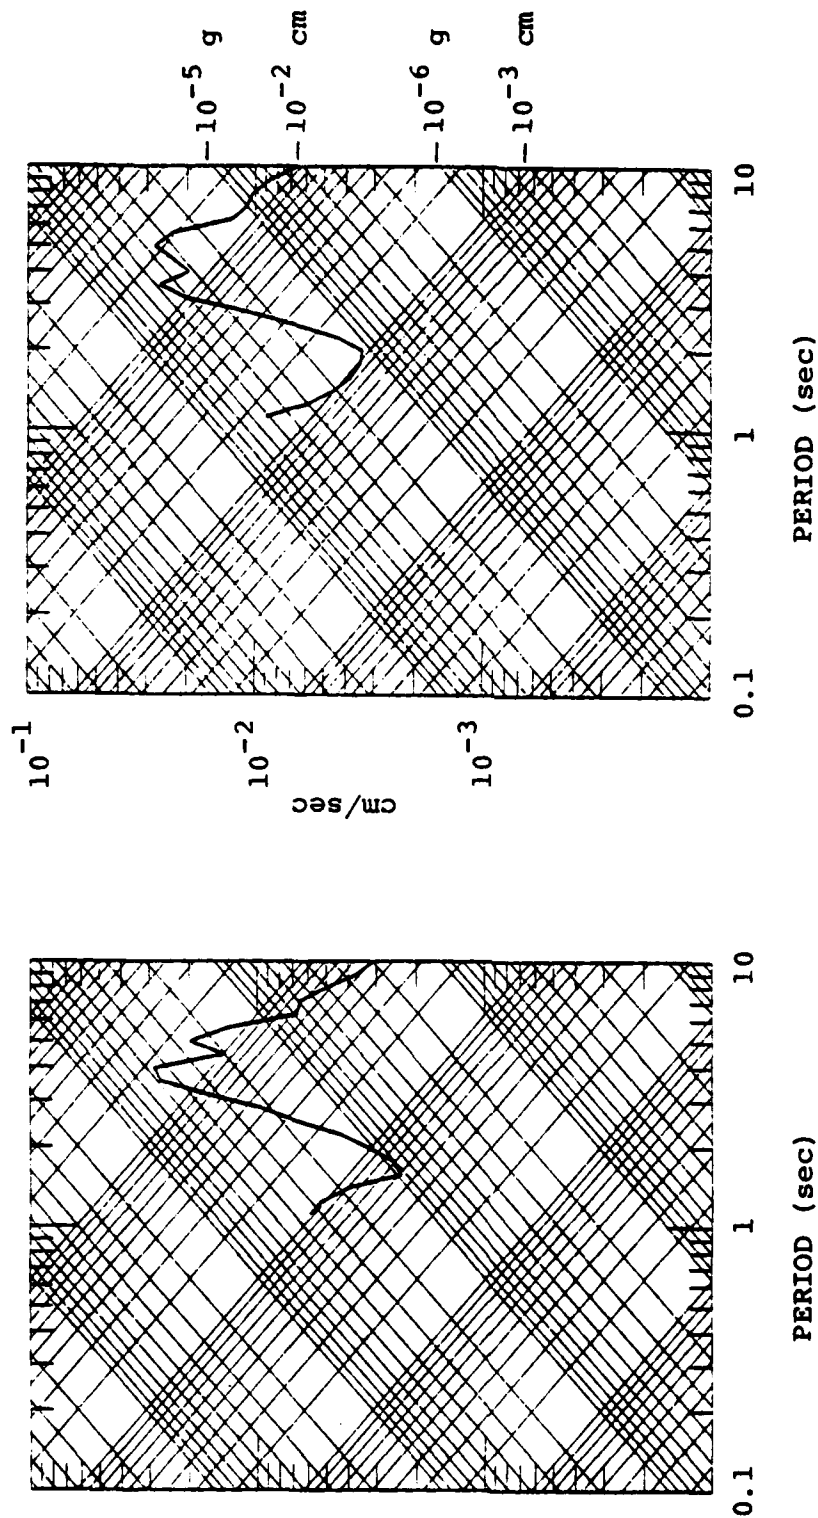 10
1
0.1
PERIOD (sec)
10⁻¹
10⁻²
10⁻³
cm/sec
10
1
0.1
PERIOD (sec)
10⁻⁵ g
10⁻² cm
10⁻⁶ g
10⁻³ cm